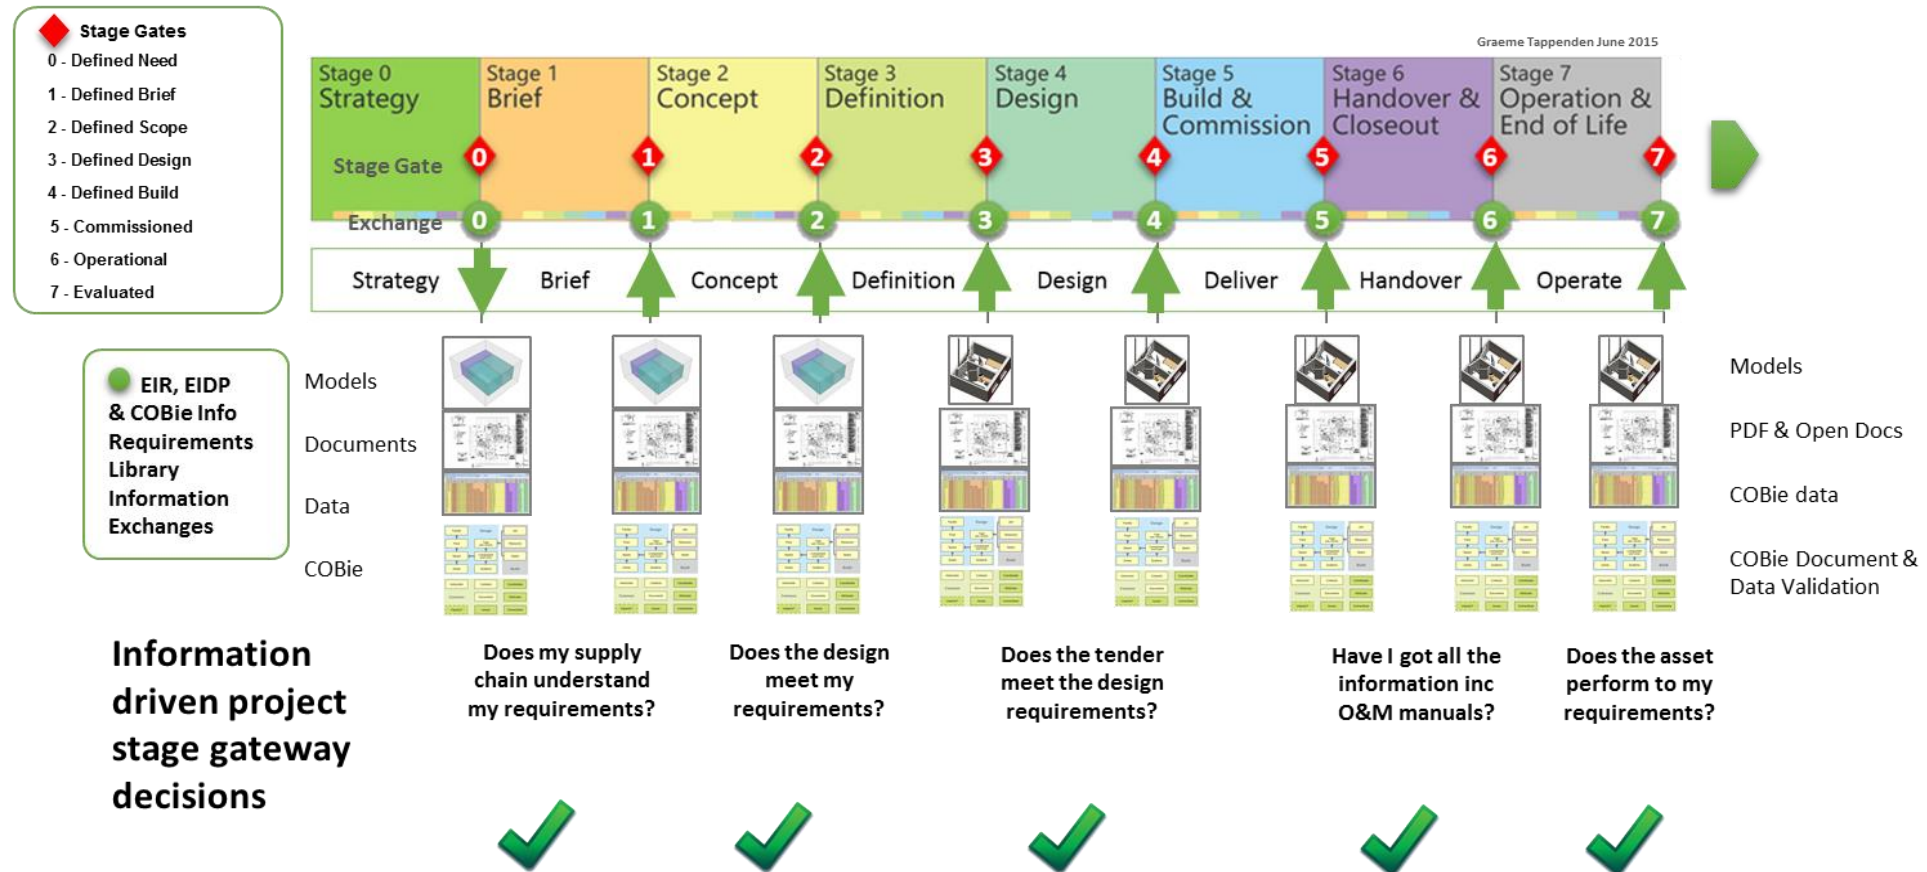 Stage Gates
0 - Defined Need
1 - Defined Brief
2 - Defined Scope
3 - Defined Design
4 - Defined Build
5 - Commissioned
6 - Operational
7 - Evaluated
Graeme Tappenden June 2015
Stage 0
Strategy
Stage 1
Brief
Stage 2
Concept
Stage 3
Definition
Stage 4
Design
Stage 5
Build &
Commission
Stage 6
Handover &
Closeout
Stage 7
Operation &
End of Life
Stage Gate
0 1 2 3 4 5 6 7
Exchange
0 1 2 3 4 5 6 7
Strategy Brief Concept Definition Design Deliver Handover Operate
EIR, EIDP
& COBie Info
Requirements
Library
Information
Exchanges
Models
Documents
Data
COBie
Models
PDF & Open Docs
COBie data
COBie Document &
Data Validation
Information
driven project
stage gateway
decisions
Does my supply
chain understand
my requirements?
Does the design
meet my
requirements?
Does the tender
meet the design
requirements?
Have I got all the
information inc
O&M manuals?
Does the asset
perform to my
requirements?